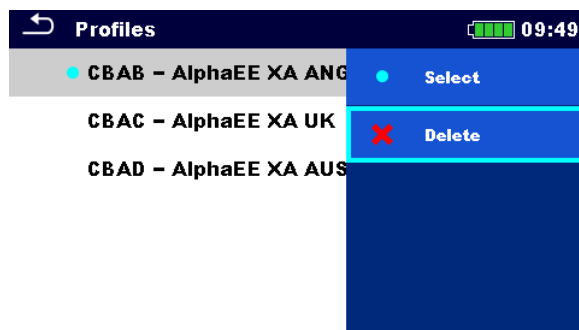 Profiles 09:49
CBAB – AlphaEE XA ANG
CBAC – AlphaEE XA UK
CBAD – AlphaEE XA AUS
Select
Delete